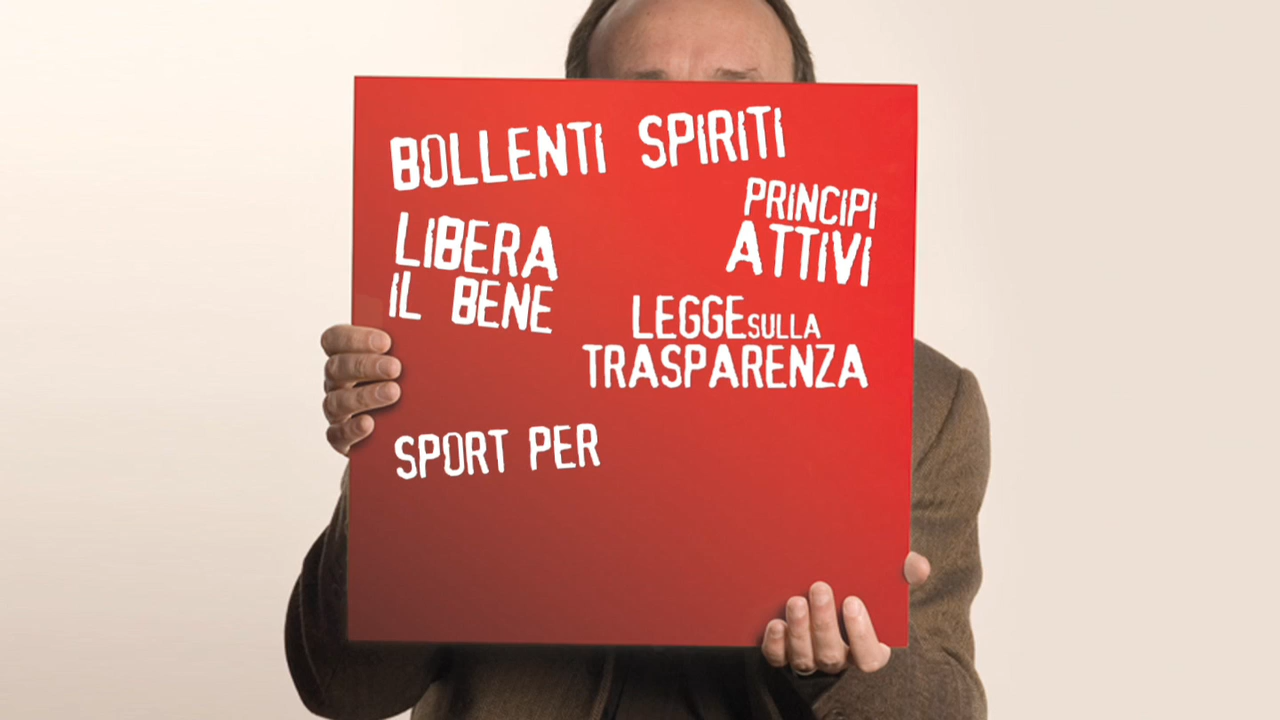 BOLLENTI SPIRITI
PRINCIPI
ATTIVI
LIBERA
IL BENE
LEGGE SULLA
TRASPARENZA
SPORT PER